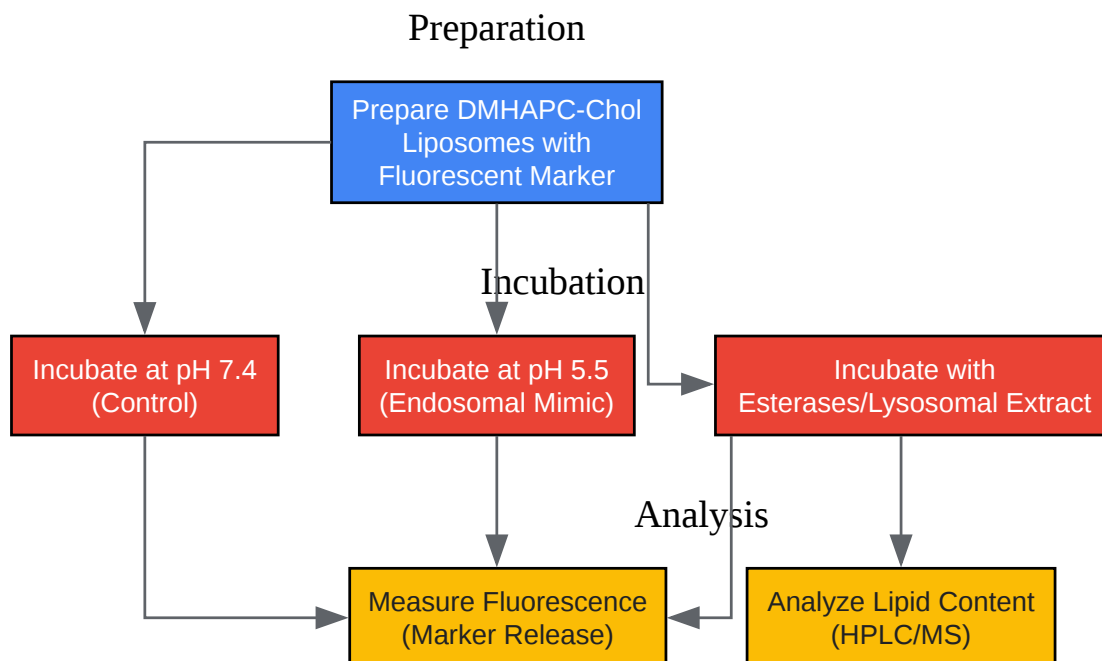 Preparation
Prepare DMHAPC-Chol
Liposomes with
Fluorescent Marker
Incubation
Incubate at pH 7.4
(Control)
Incubate at pH 5.5
(Endosomal Mimic)
Incubate with
Esterases/Lysosomal Extract
Analysis
Measure Fluorescence
(Marker Release)
Analyze Lipid Content
(HPLC/MS)